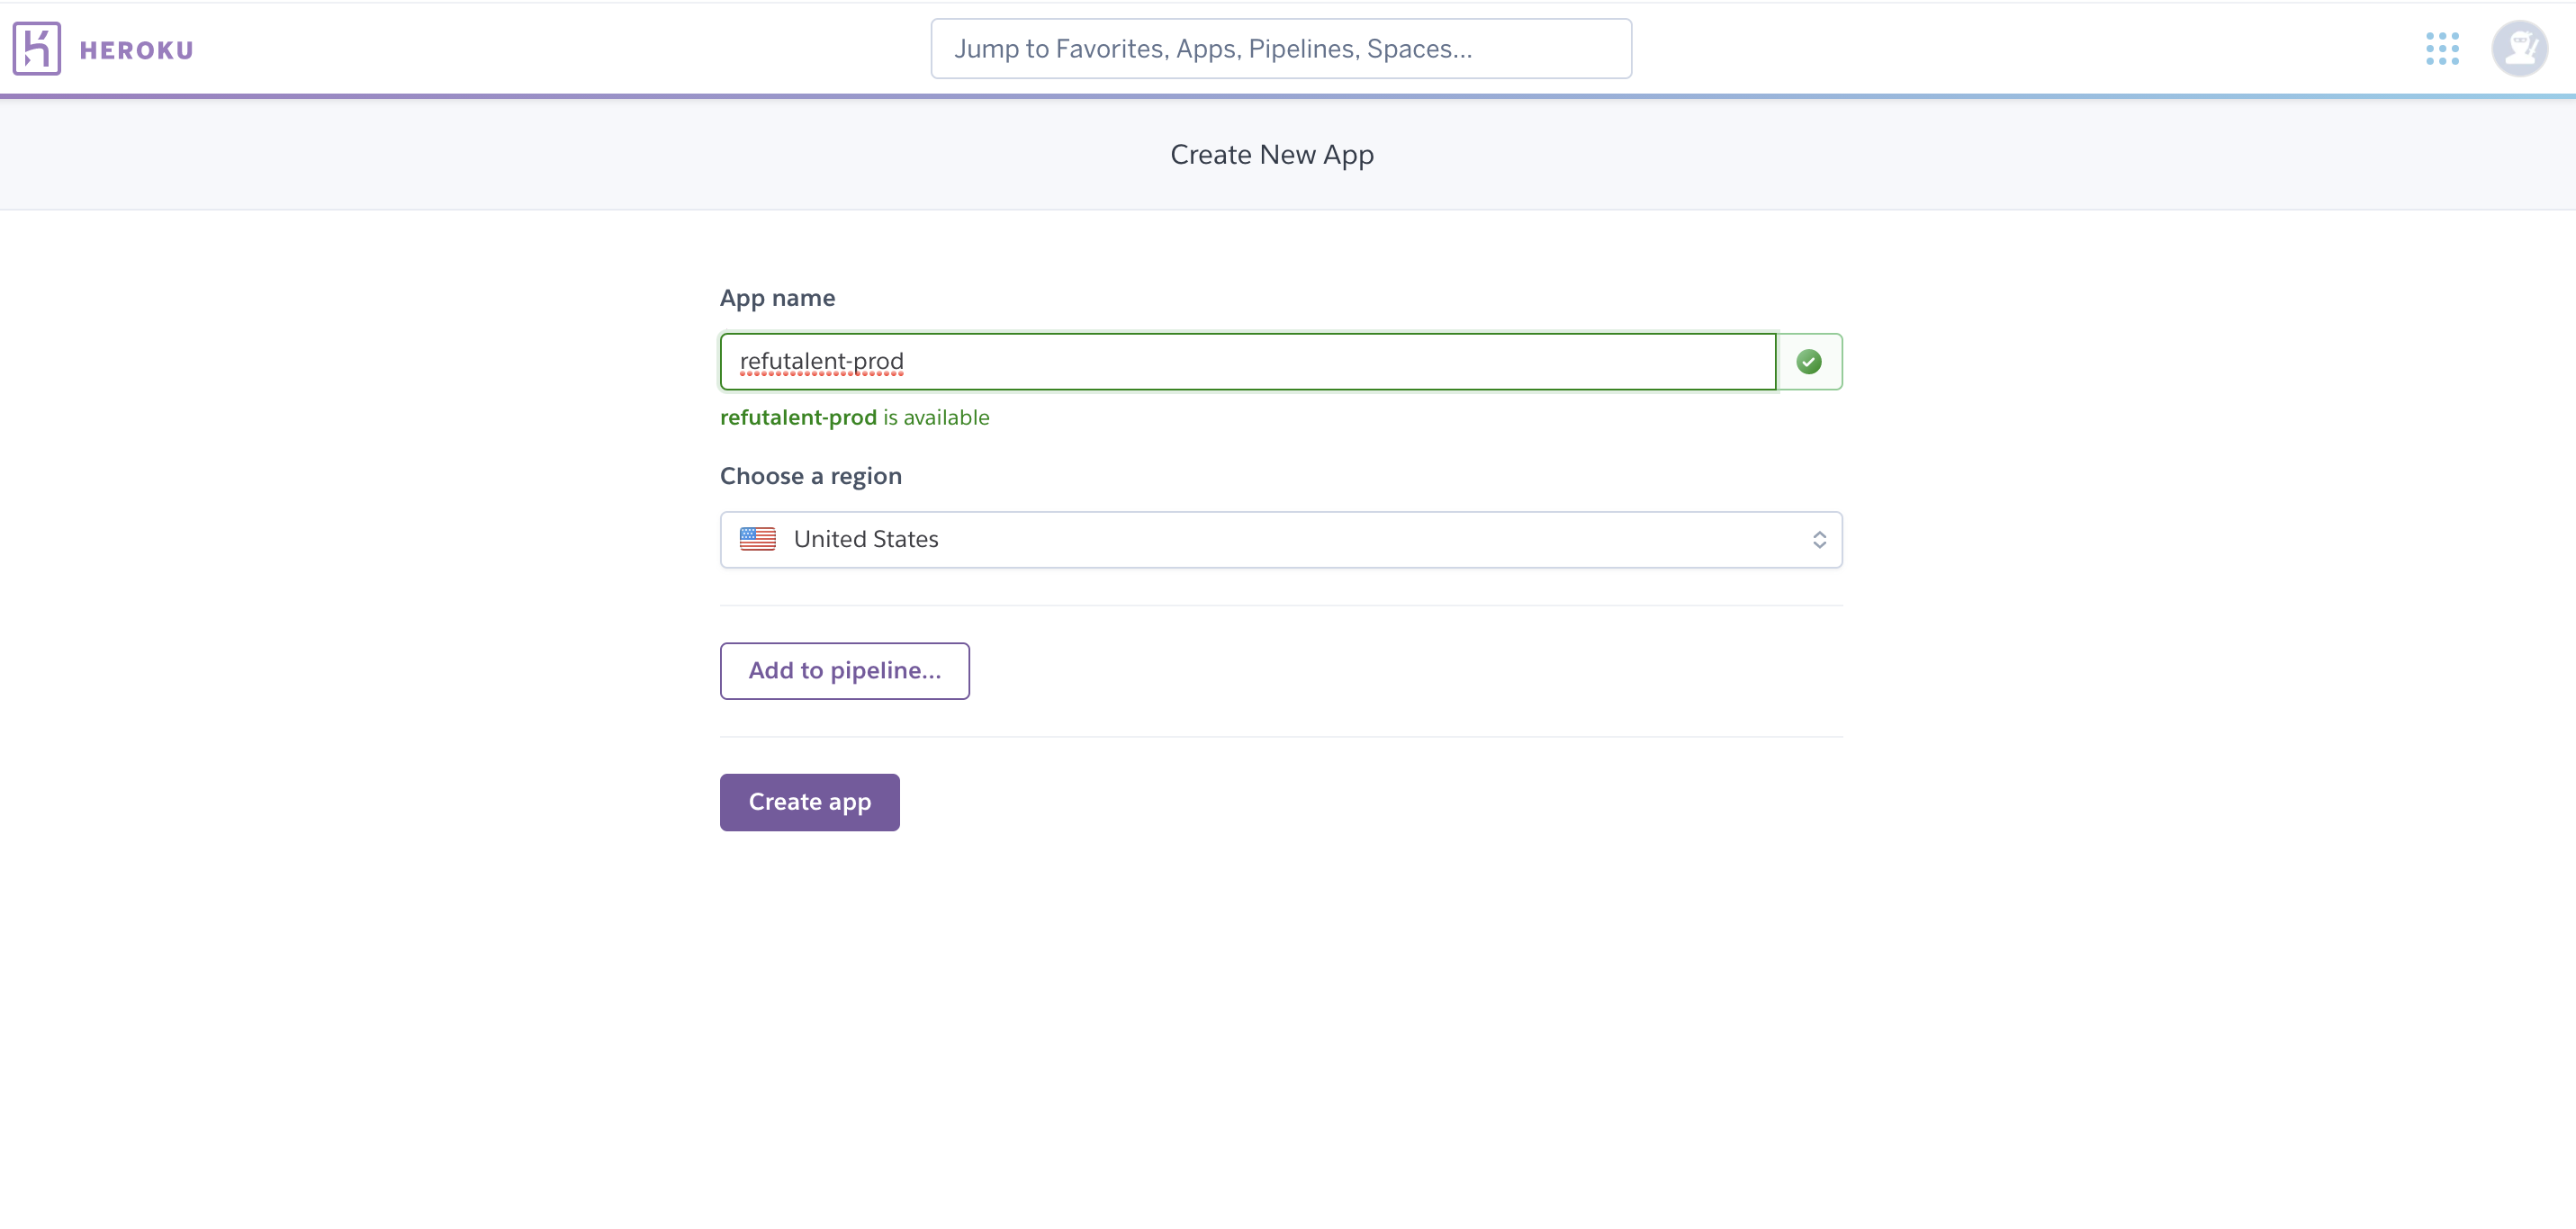 HEROKU
Jump to Favorites, Apps, Pipelines, Spaces...
Create New App
App name
refutalent-prod
refutalent-prod is available
Choose a region
United States
Add to pipeline...
Create app